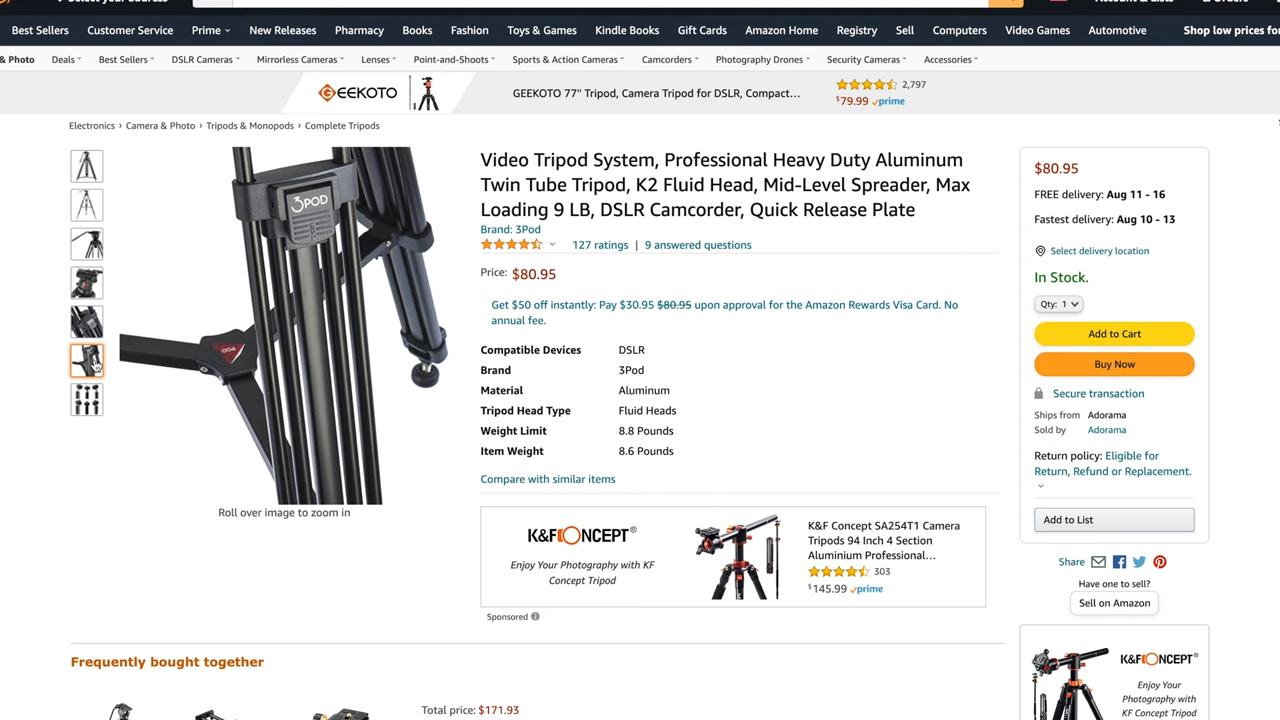 Select your address
Account & Lists
& Orders
Best Sellers
Customer Service
Prime
New Releases
Pharmacy
Books
Fashion
Toys & Games
Kindle Books
Gift Cards
Amazon Home
Registry
Sell
Computers
Video Games
Automotive
Shop low prices for
& Photo
Deals
Best Sellers
DSLR Cameras
Mirrorless Cameras
Lenses
Point-and-Shoots
Sports & Action Cameras
Camcorders
Photography Drones
Security Cameras
Accessories
GEEKOTO
GEEKOTO 77'' Tripod, Camera Tripod for DSLR, Compact...
2,797
$79.99 prime
Electronics › Camera & Photo › Tripods & Monopods › Complete Tripods
3POD
POD
Roll over image to zoom in
Video Tripod System, Professional Heavy Duty Aluminum
Twin Tube Tripod, K2 Fluid Head, Mid-Level Spreader, Max
Loading 9 LB, DSLR Camcorder, Quick Release Plate
Brand: 3Pod
127 ratings | 9 answered questions
Price: $80.95
Get $50 off instantly: Pay $30.95 $80.95 upon approval for the Amazon Rewards Visa Card. No
annual fee.
Compatible Devices DSLR
Brand 3Pod
Material Aluminum
Tripod Head Type Fluid Heads
Weight Limit 8.8 Pounds
Item Weight 8.6 Pounds
Compare with similar items
K&F CONCEPT®
Enjoy Your Photography with KF
Concept Tripod
K&F Concept SA254T1 Camera
Tripods 94 Inch 4 Section
Aluminium Professional...
303
$145.99 prime
Sponsored
$80.95
FREE delivery: Aug 11 - 16
Fastest delivery: Aug 10 - 13
Select delivery location
In Stock.
Qty: 1
Add to Cart
Buy Now
Secure transaction
Ships from Adorama
Sold by Adorama
Return policy: Eligible for
Return, Refund or Replacement.
Add to List
Share
Have one to sell?
Sell on Amazon
K&F CONCEPT®
Enjoy Your
Photography with
KF Concept Tripod
Frequently bought together
Total price: $171.93